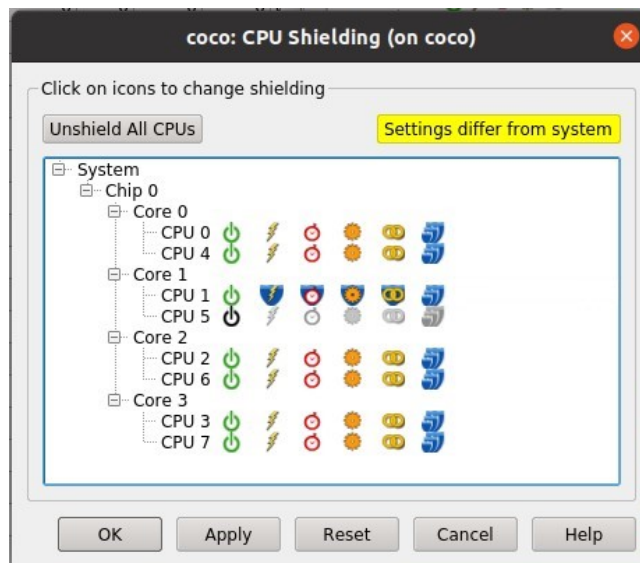 coco: CPU Shielding (on coco)
Click on icons to change shielding
Unshield All CPUs
Settings differ from system
System
Chip 0
Core 0
CPU 0
CPU 4
Core 1
CPU 1
CPU 5
Core 2
CPU 2
CPU 6
Core 3
CPU 3
CPU 7
OK
Apply
Reset
Cancel
Help